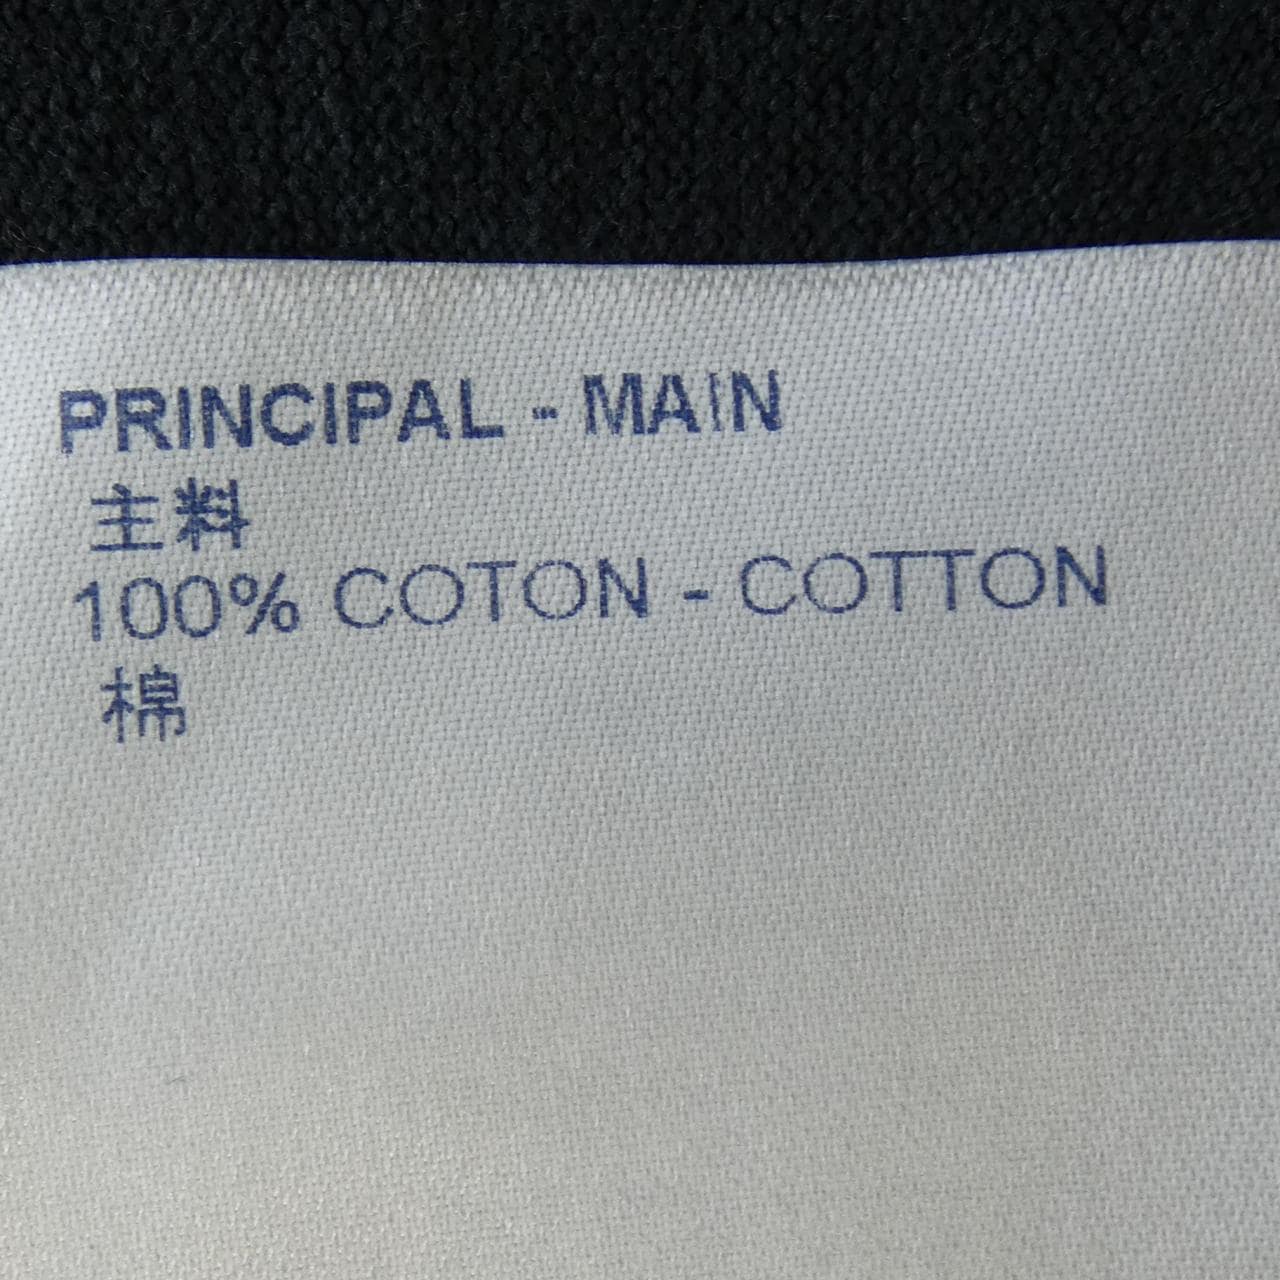 PRINCIPAL - MAIN
主料
100% COTON - COTTON
棉